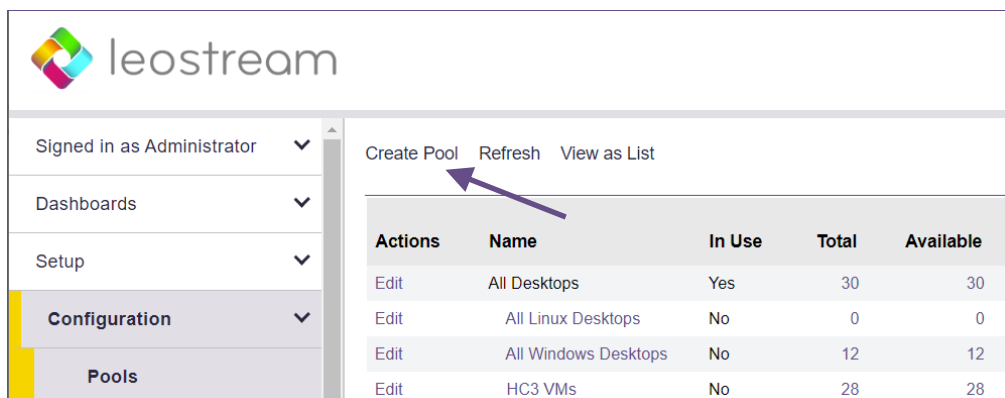 leostream
Signed in as Administrator
Dashboards
Setup
Configuration
Pools
Create Pool Refresh View as List
Actions Name In Use Total Available
Edit All Desktops Yes 30 30
Edit All Linux Desktops No 0 0
Edit All Windows Desktops No 12 12
Edit HC3 VMs No 28 28